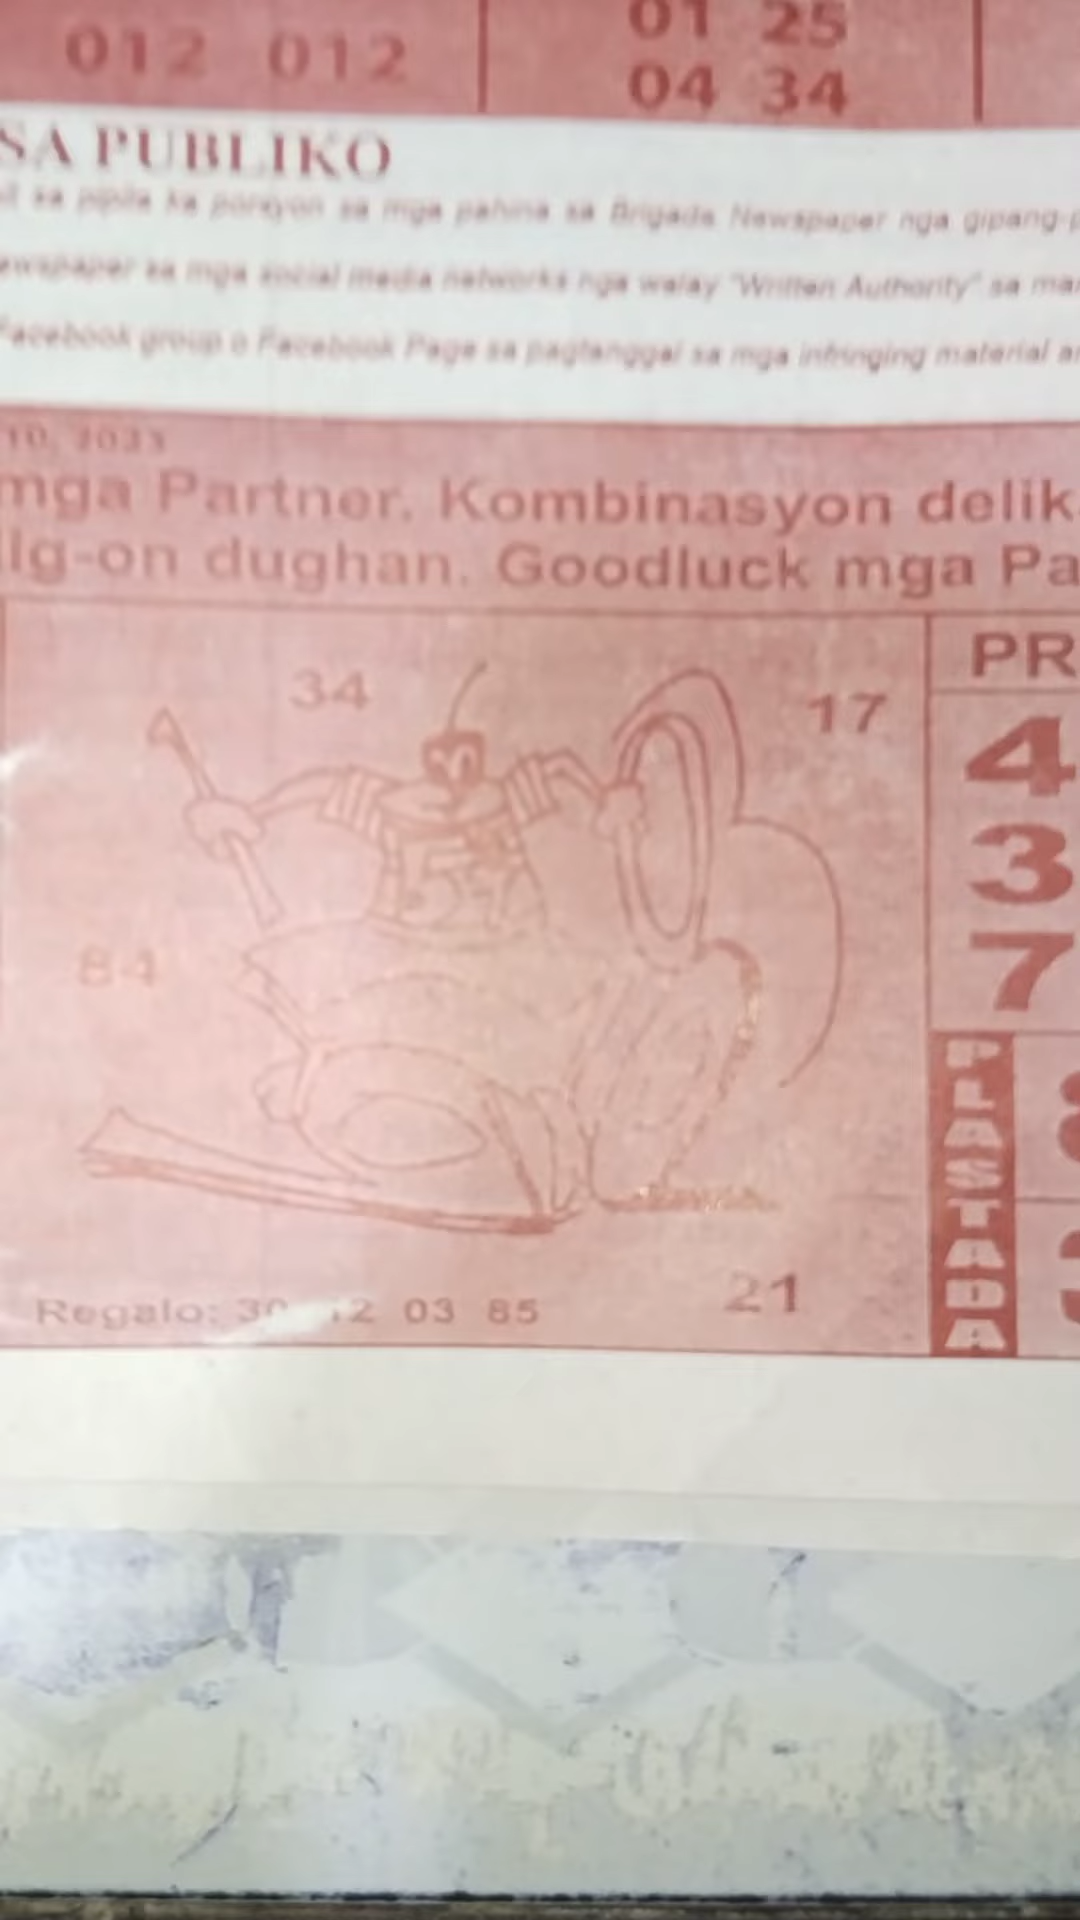 012 012
01 25
04 34
SA PUBLIKO
sa pipila ka porsyon sa mga pahina sa Brigada Newspaper nga gipang-p
ewspaper sa mga social media networks nga walay "Written Authority" sa ma
Facebook group o Facebook Page sa pagtanggal sa mga infringing material a
10, 2023
mga Partner. Kombinasyon delik
lg-on dughan. Goodluck mga Pa
34
17
84
21
Regalo: 30 12 03 85
PR
4
3
7
PLASTADA